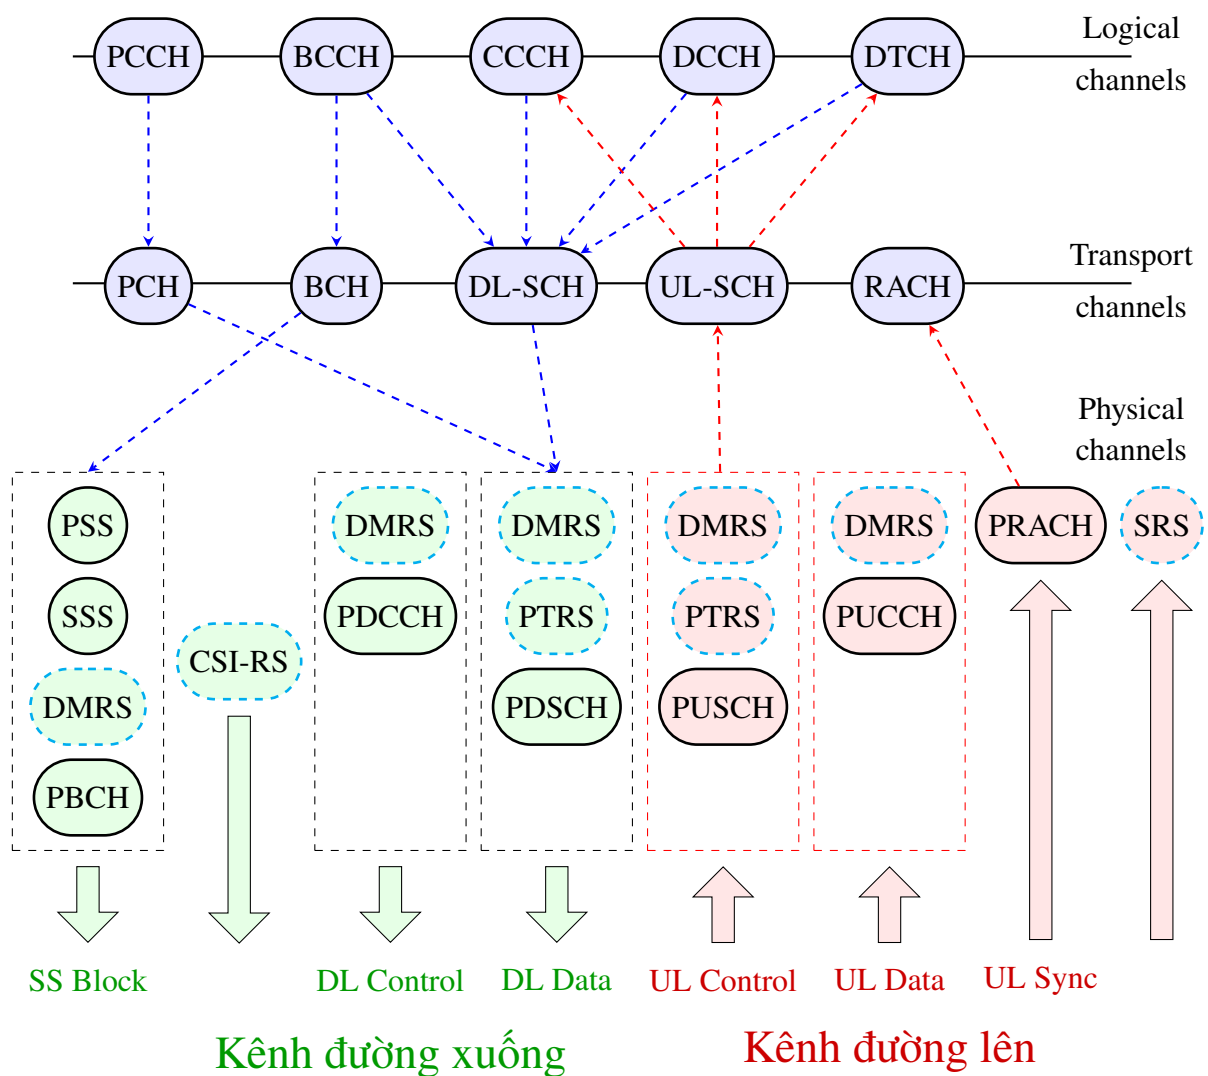 PCCH
BCCH
CCCH
DCCH
DTCH
Logical
channels
PCH
BCH
DL-SCH
UL-SCH
RACH
Transport
channels
Physical
channels
PSS
SSS
DMRS
PBCH
CSI-RS
DMRS
PDCCH
DMRS
PTRS
PDSCH
DMRS
PTRS
PUSCH
DMRS
PUCCH
PRACH
SRS
SS Block
DL Control
DL Data
UL Control
UL Data
UL Sync
Kênh đường xuống
Kênh đường lên